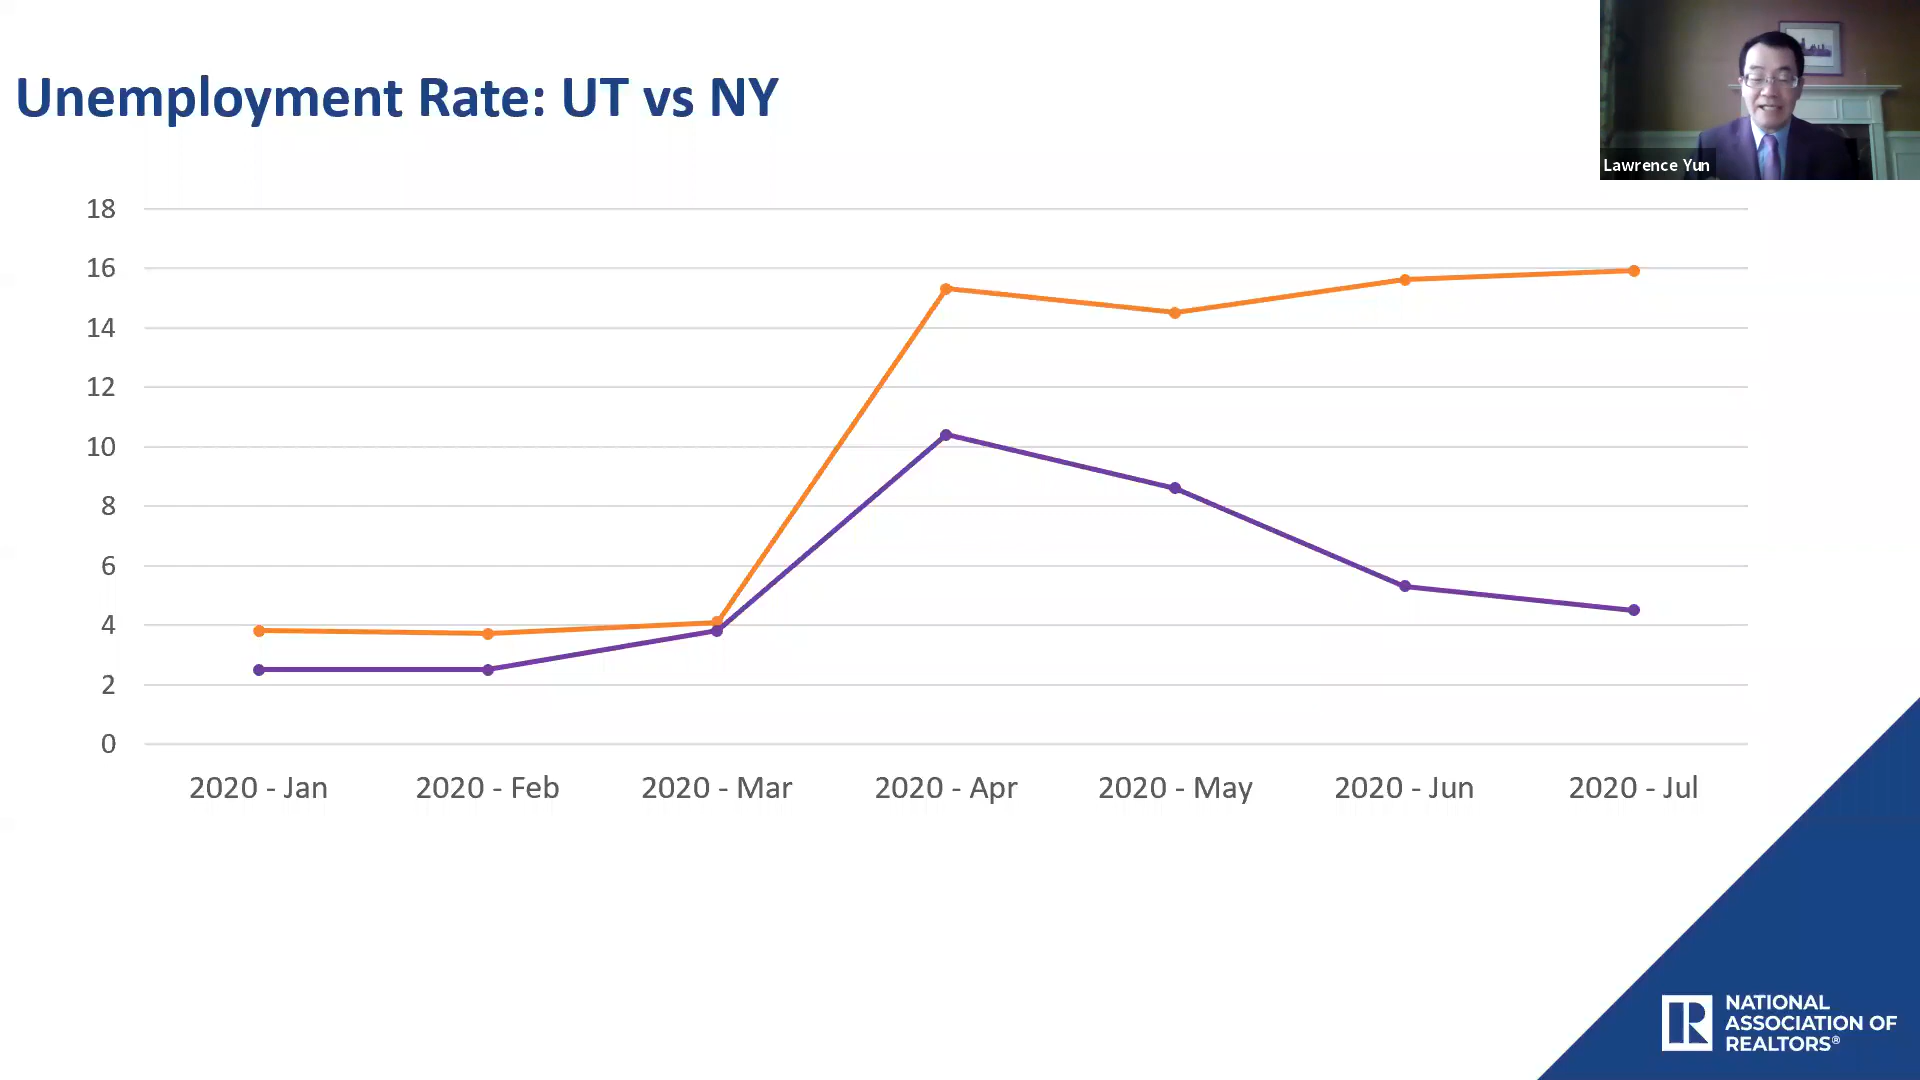 Unemployment Rate: UT vs NY
Lawrence Yun
18
16
14
12
10
8
6
4
2
0
2020 - Jan 2020 - Feb 2020 - Mar 2020 - Apr 2020 - May 2020 - Jun 2020 - Jul
R
NATIONAL
ASSOCIATION OF
REALTORS®